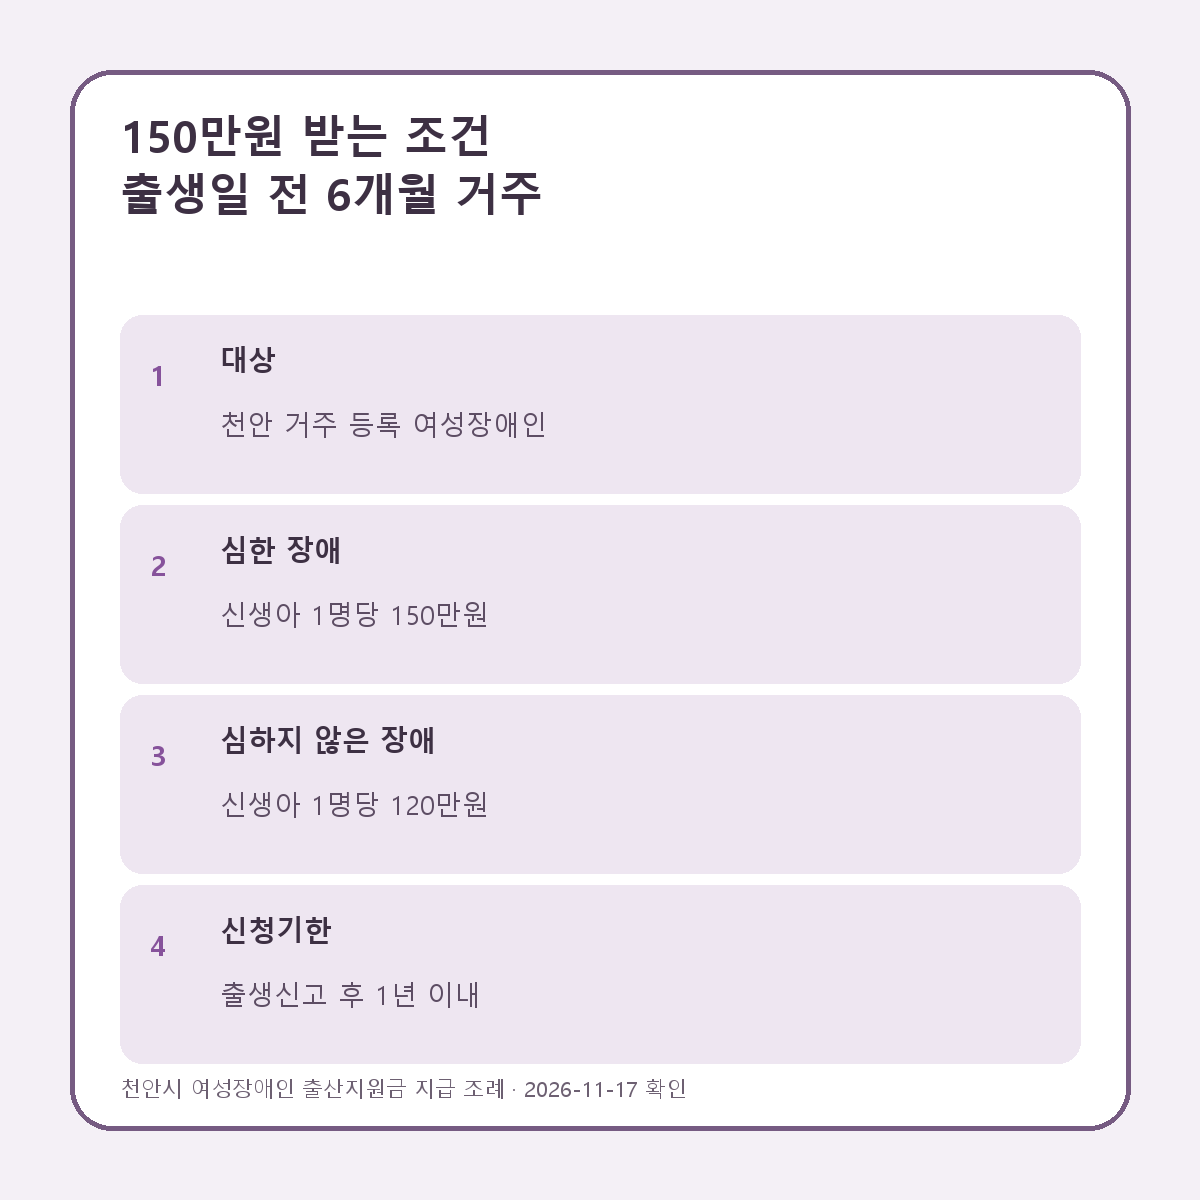 150만원 받는 조건
출생일 전 6개월 거주
1
대상
천안 거주 등록 여성장애인
2
심한 장애
신생아 1명당 150만원
3
심하지 않은 장애
신생아 1명당 120만원
4
신청기한
출생신고 후 1년 이내
천안시 여성장애인 출산지원금 지급 조례 · 2026-11-17 확인